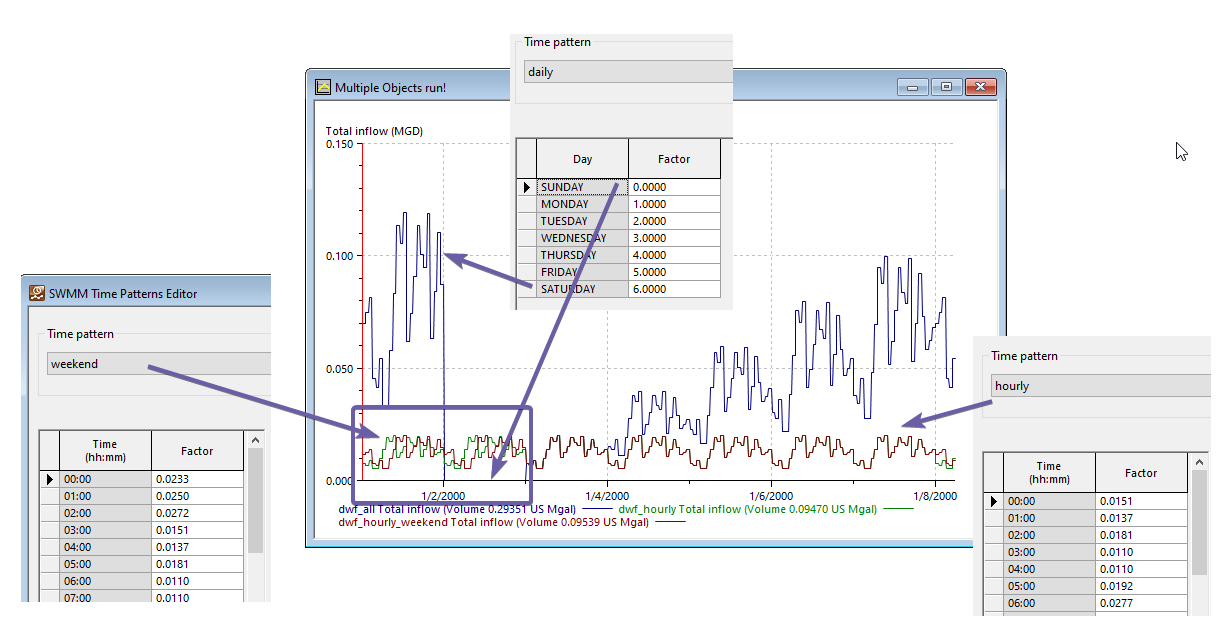 Time pattern
daily
Day Factor
SUNDAY 0.0000
MONDAY 1.0000
TUESDAY 2.0000
WEDNESDAY 3.0000
THURSDAY 4.0000
FRIDAY 5.0000
SATURDAY 6.0000
Multiple Objects run!
Total inflow (MGD)
0.150
0.100
0.050
0.000
1/2/2000 1/4/2000 1/6/2000 1/8/2000
dwf_all Total inflow (Volume 0.29351 US Mgal) dwf_hourly Total inflow (Volume 0.09470 US Mgal)
dwf_hourly_weekend Total inflow (Volume 0.09539 US Mgal)
SWMM Time Patterns Editor
Time pattern
weekend
Time
(hh:mm) Factor
00:00 0.0233
01:00 0.0250
02:00 0.0272
03:00 0.0151
04:00 0.0137
05:00 0.0181
06:00 0.0110
07:00 0.0110
Time pattern
hourly
Time
(hh:mm) Factor
00:00 0.0151
01:00 0.0137
02:00 0.0181
03:00 0.0110
04:00 0.0110
05:00 0.0192
06:00 0.0277